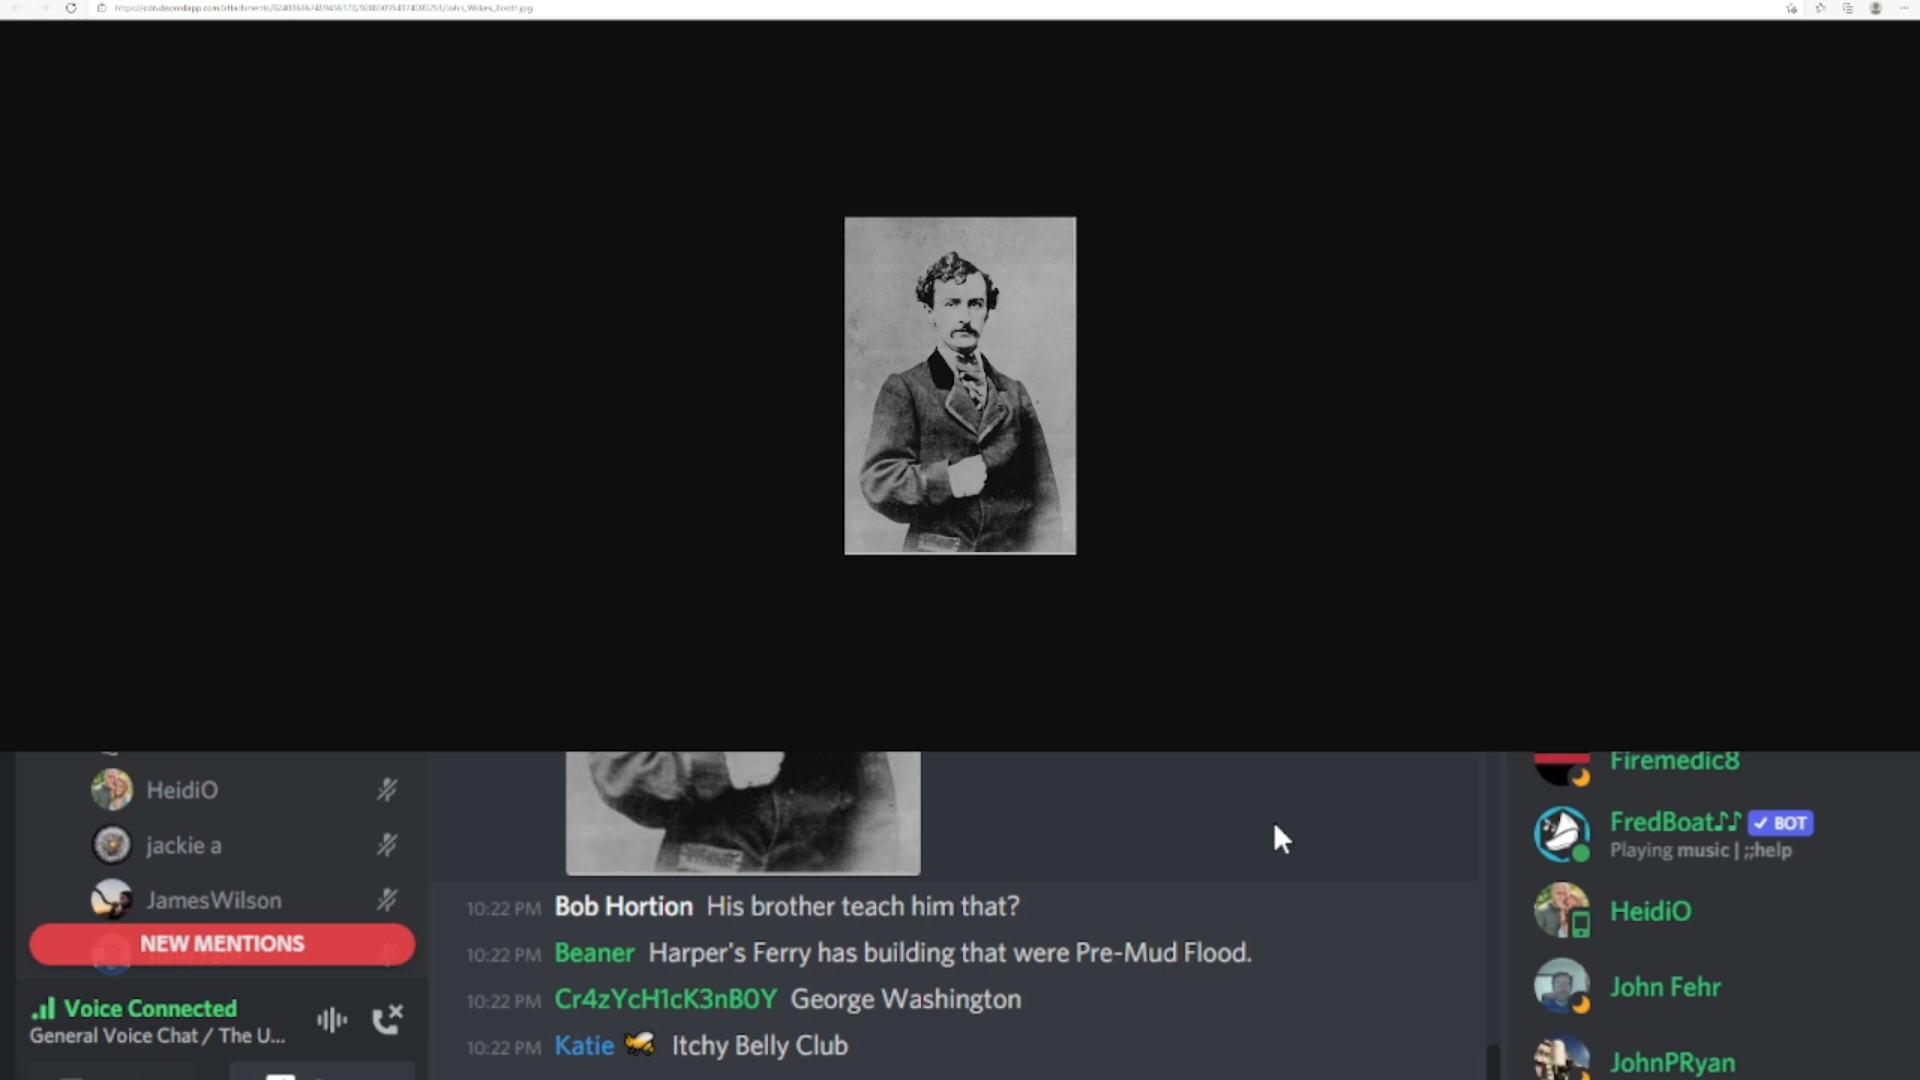 HeidiO
jackie a
JamesWilson
NEW MENTIONS
Voice Connected
General Voice Chat / The U...
10:22 PM Bob Hortion His brother teach him that?
10:22 PM Beaner Harper's Ferry has building that were Pre-Mud Flood.
10:22 PM Cr4zYcH1cK3nB0Y George Washington
10:22 PM Katie Itchy Belly Club
Firemedic8
FredBoat♪♪ ✓ BOT
Playing music | ;;help
HeidiO
John Fehr
JohnPRyan